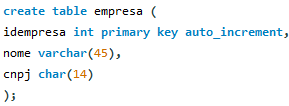 create table empresa (
idempresa int primary key auto_increment,
nome varchar(45),
cnpj char(14)
);